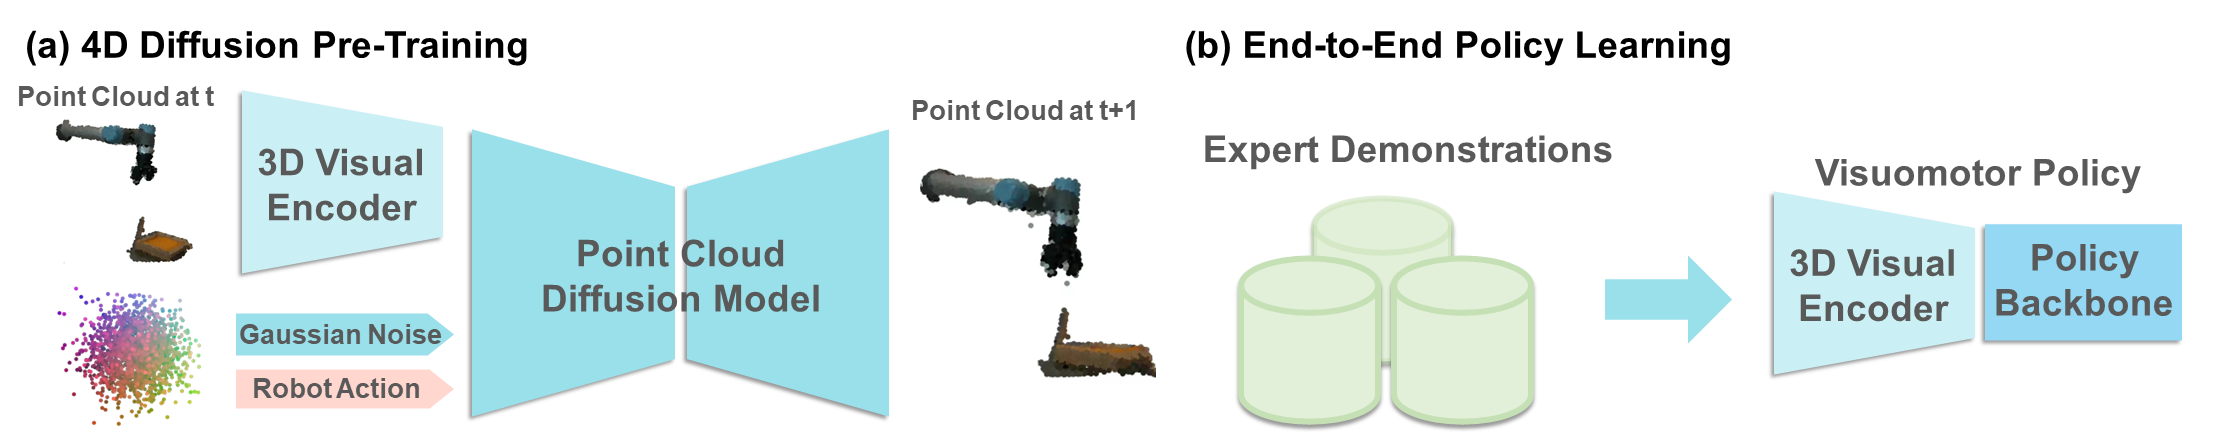 (a) 4D Diffusion Pre-Training
Point Cloud at t
3D Visual
Encoder
Gaussian Noise
Robot Action
Point Cloud
Diffusion Model
Point Cloud at t+1
(b) End-to-End Policy Learning
Expert Demonstrations
Visuomotor Policy
3D Visual
Encoder
Policy
Backbone